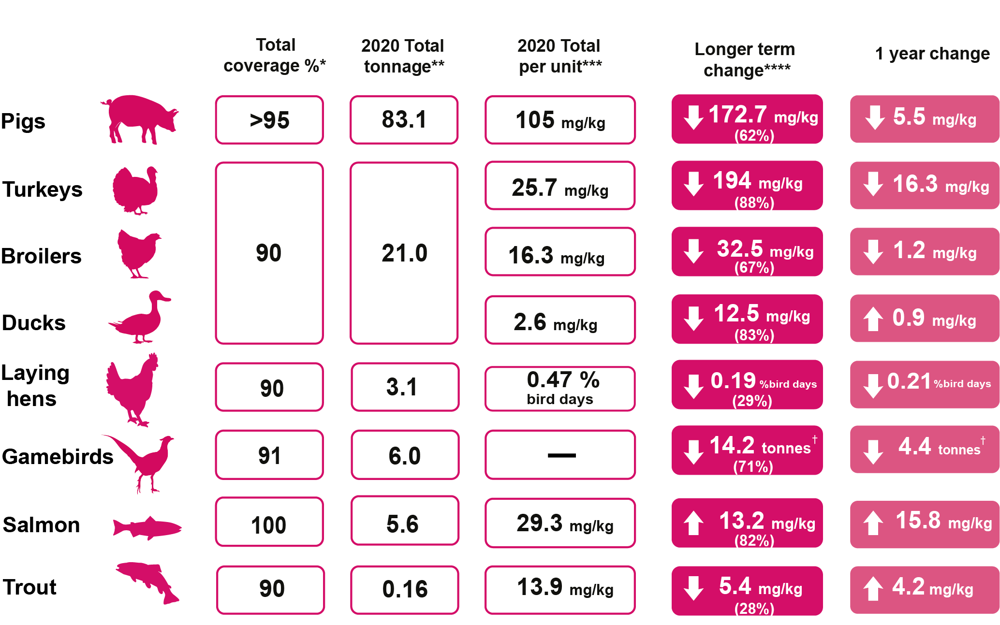 Total
coverage %*
2020 Total
tonnage**
2020 Total
per unit***
Longer term
change****
1 year change
Pigs
>95
83.1
105 mg/kg
172.7 mg/kg
(62%)
5.5 mg/kg
Turkeys
25.7 mg/kg
194 mg/kg
(88%)
16.3 mg/kg
Broilers
90
21.0
16.3 mg/kg
32.5 mg/kg
(67%)
1.2 mg/kg
Ducks
2.6 mg/kg
12.5 mg/kg
(83%)
0.9 mg/kg
Laying
hens
90
3.1
0.47 %
bird days
0.19 %bird days
(29%)
0.21 %bird days
Gamebirds
91
6.0
—
14.2 tonnes†
(71%)
4.4 tonnes†
Salmon
100
5.6
29.3 mg/kg
13.2 mg/kg
(82%)
15.8 mg/kg
Trout
90
0.16
13.9 mg/kg
5.4 mg/kg
(28%)
4.2 mg/kg